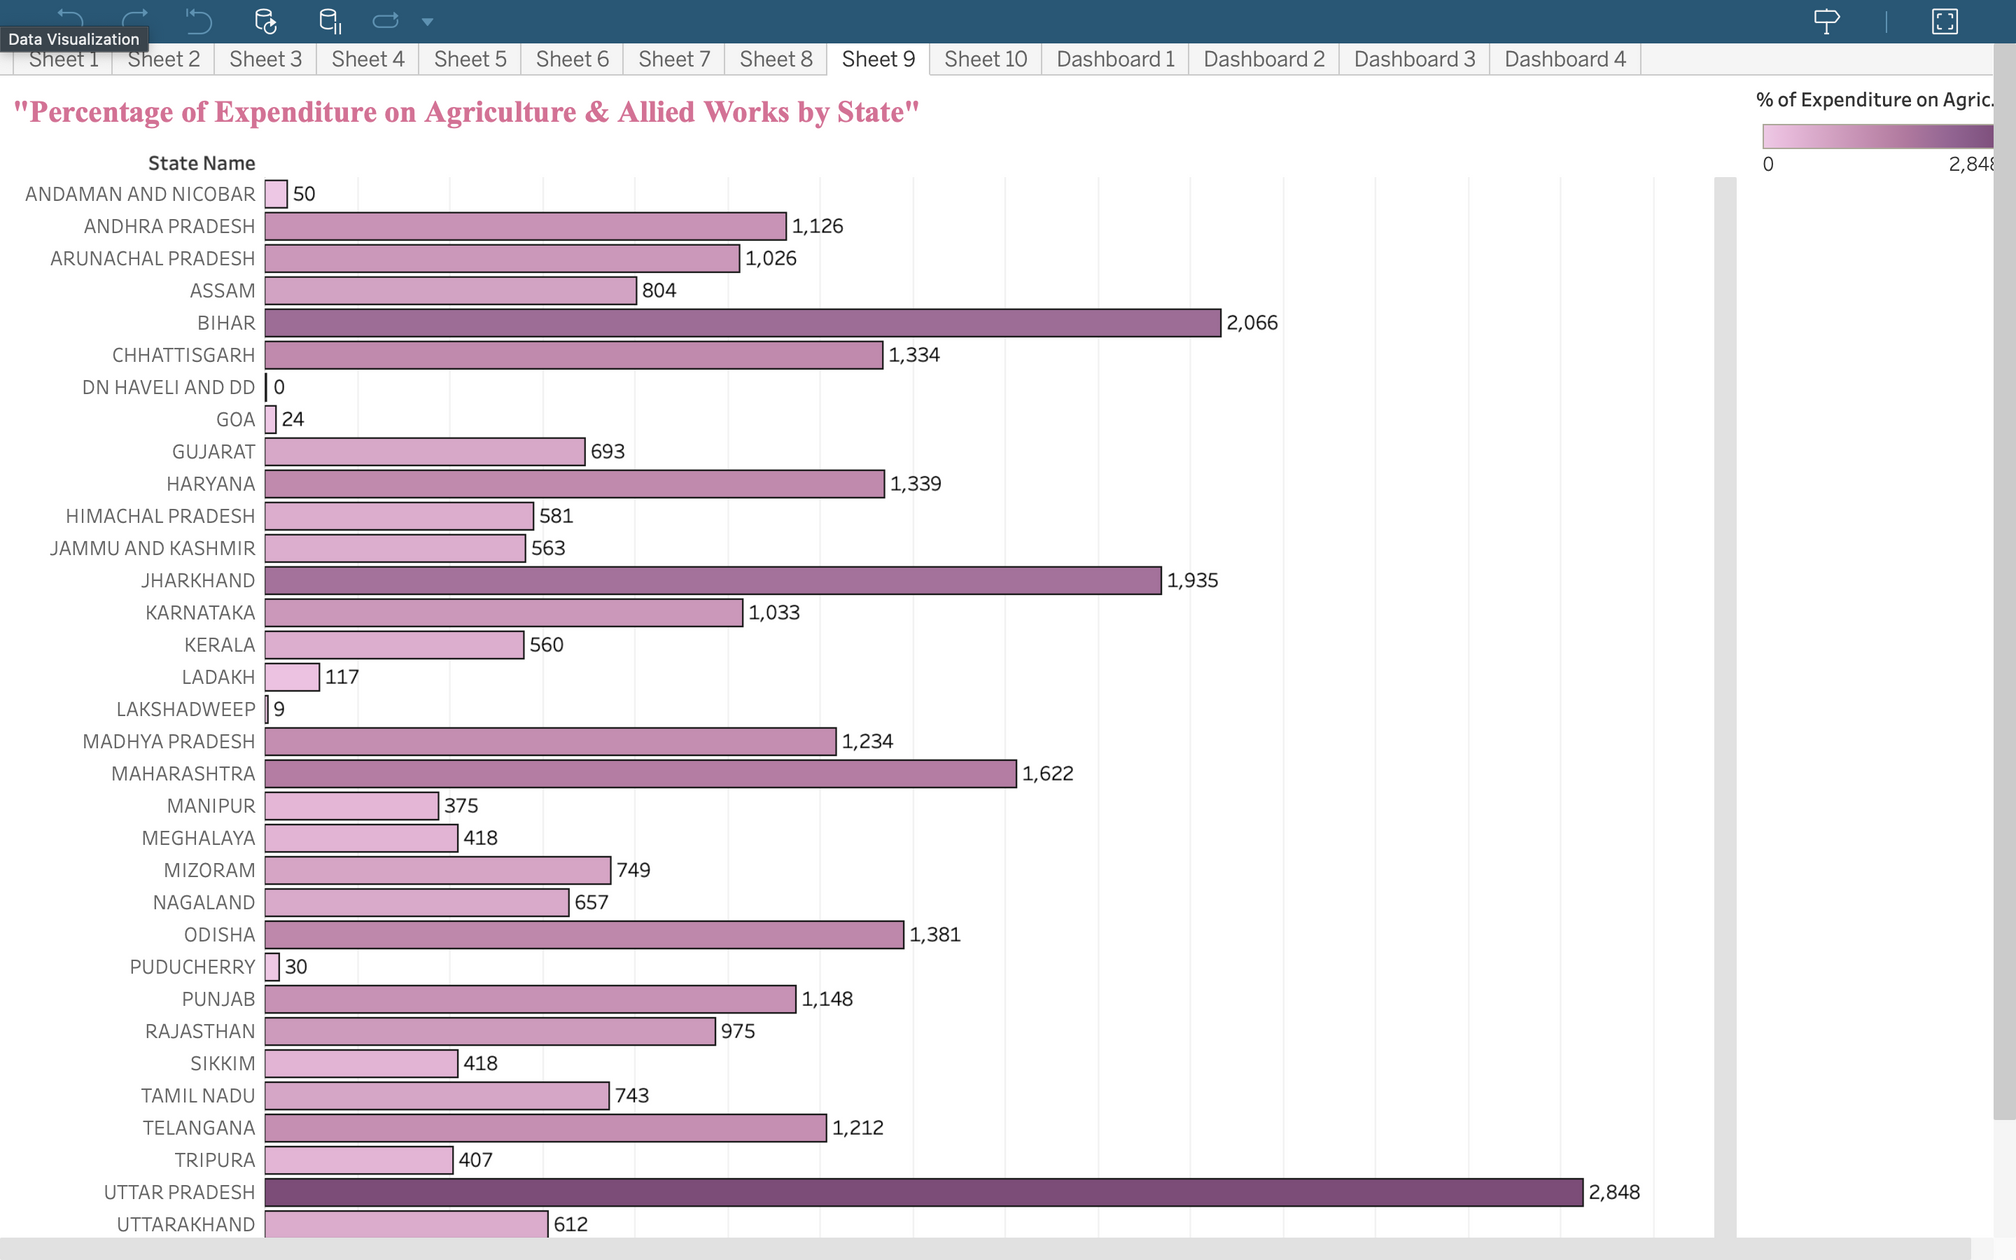 Data Visualization
Sheet 1 Sheet 2 Sheet 3 Sheet 4 Sheet 5 Sheet 6 Sheet 7 Sheet 8 Sheet 9 Sheet 10 Dashboard 1 Dashboard 2 Dashboard 3 Dashboard 4
"Percentage of Expenditure on Agriculture & Allied Works by State"
% of Expenditure on Agric..
0 2,848
State Name
ANDAMAN AND NICOBAR 50
ANDHRA PRADESH 1,126
ARUNACHAL PRADESH 1,026
ASSAM 804
BIHAR 2,066
CHHATTISGARH 1,334
DN HAVELI AND DD 0
GOA 24
GUJARAT 693
HARYANA 1,339
HIMACHAL PRADESH 581
JAMMU AND KASHMIR 563
JHARKHAND 1,935
KARNATAKA 1,033
KERALA 560
LADAKH 117
LAKSHADWEEP 9
MADHYA PRADESH 1,234
MAHARASHTRA 1,622
MANIPUR 375
MEGHALAYA 418
MIZORAM 749
NAGALAND 657
ODISHA 1,381
PUDUCHERRY 30
PUNJAB 1,148
RAJASTHAN 975
SIKKIM 418
TAMIL NADU 743
TELANGANA 1,212
TRIPURA 407
UTTAR PRADESH 2,848
UTTARAKHAND 612